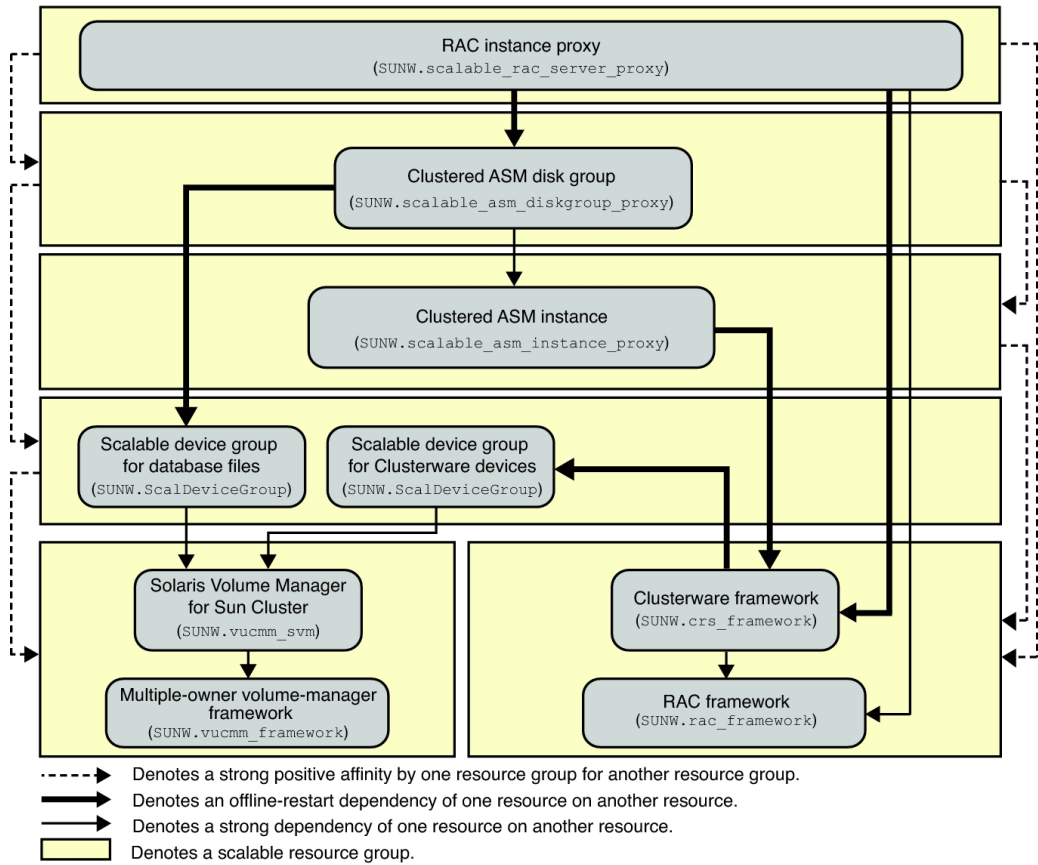 RAC instance proxy
(SUNW.scalable_rac_server_proxy)
Clustered ASM disk group
(SUNW.scalable_asm_diskgroup_proxy)
Clustered ASM instance
(SUNW.scalable_asm_instance_proxy)
Scalable device group
for database files
(SUNW.ScalDeviceGroup)
Scalable device group
for Clusterware devices
(SUNW.ScalDeviceGroup)
Solaris Volume Manager
for Sun Cluster
(SUNW.vucmm_svm)
Multiple-owner volume-manager
framework
(SUNW.vucmm_framework)
Clusterware framework
(SUNW.crs_framework)
RAC framework
(SUNW.rac_framework)
Denotes a strong positive affinity by one resource group for another resource group.
Denotes an offline-restart dependency of one resource on another resource.
Denotes a strong dependency of one resource on another resource.
Denotes a scalable resource group.